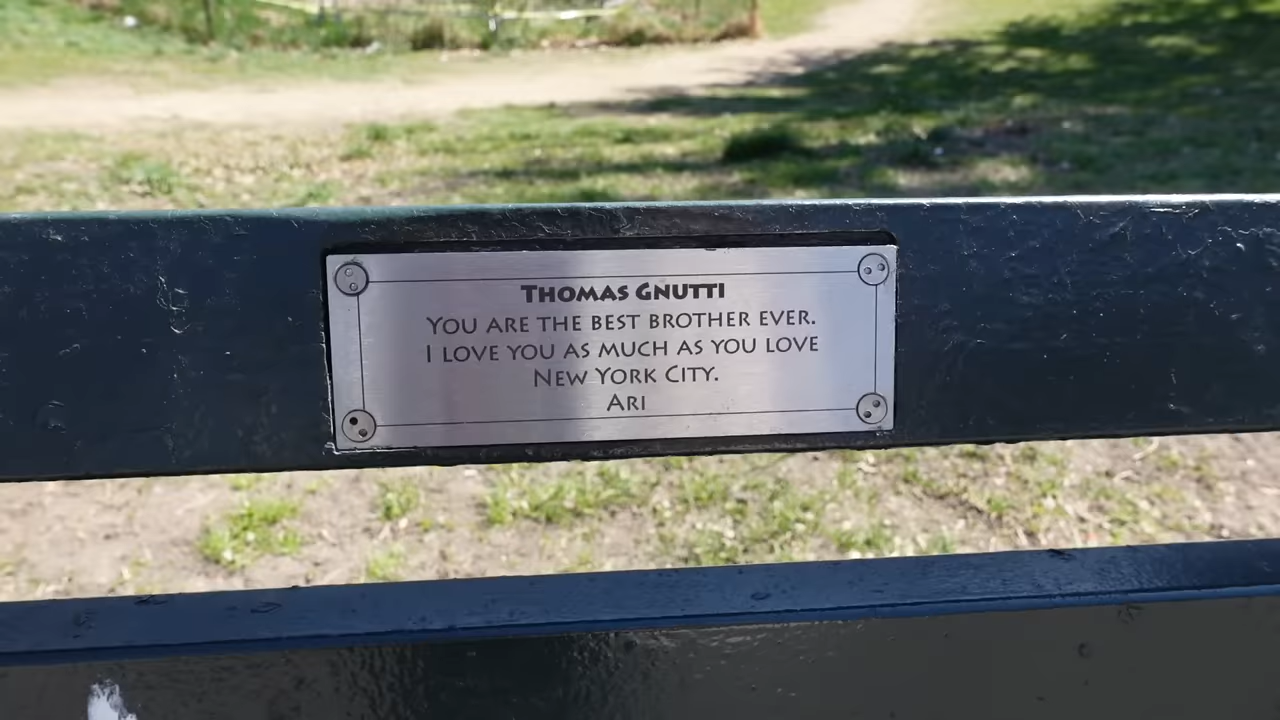 THOMAS GNUTTI
YOU ARE THE BEST BROTHER EVER.
I LOVE YOU AS MUCH AS YOU LOVE
NEW YORK CITY.
ARI